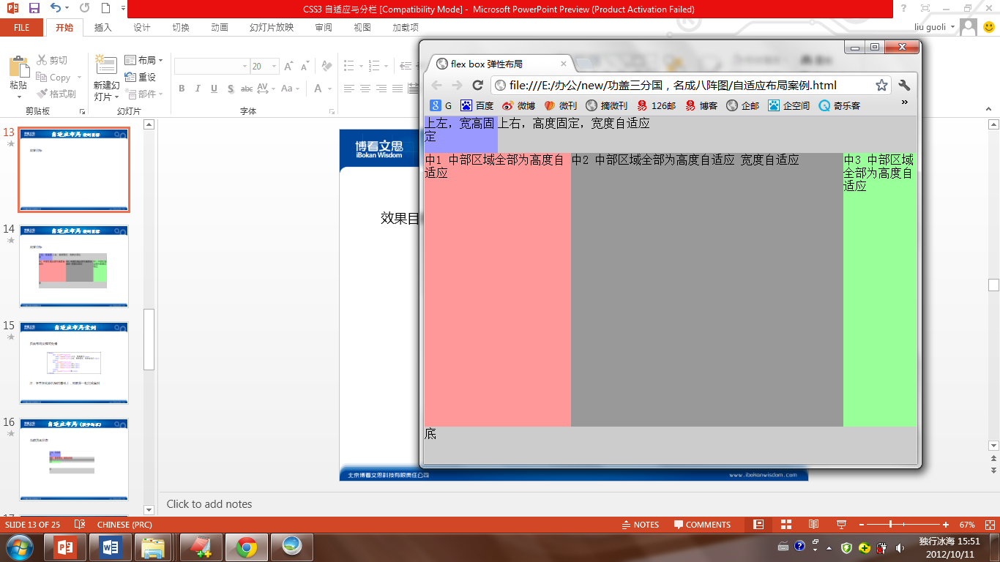 CSS3 自适应与分栏 [Compatibility Mode] - Microsoft PowerPoint Preview (Product Activation Failed)
FILE 开始 插入 设计 切换 动画 幻灯片放映 审阅 视图 加载项
liu guoli
粘贴 剪切 Copy 格式刷
剪贴板
新建幻灯片 布局 重设 部件
幻灯片
20
B I U S abc AV Aa A
字体
flex box 弹性布局
file:///E:/办公/new/功盖三分国，名成八阵图/自适应布局案例.html
G 百度 微博 微刊 摘微刊 126邮 博客 企邮 企空间 奇乐客 »
上左，宽高固
定
上右，高度固定，宽度自适应
中1 中部区域全部为高度自
适应
中2 中部区域全部为高度自适应 宽度自适应
中3 中部区域
全部为高度自
适应
底
13
14
15
自适应布局案例
16
博看文思
iBokan Wisdom
效果目
北京博看文思科技有限责任公司
www.ibokanwisdom.com
Click to add notes
SLIDE 13 OF 25 CHINESE (PRC) NOTES COMMENTS 67%
独行冰海 15:51
2012/10/11